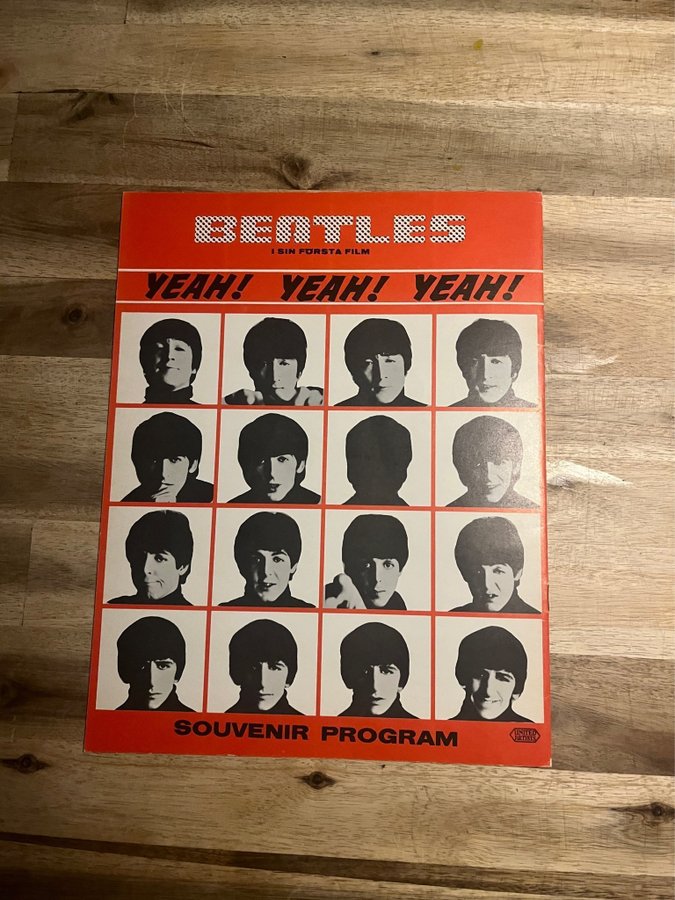 BEATLES
I SIN FÖRSTA FILM
YEAH! YEAH! YEAH!
SOUVENIR PROGRAM
UNITED
ARTISTS